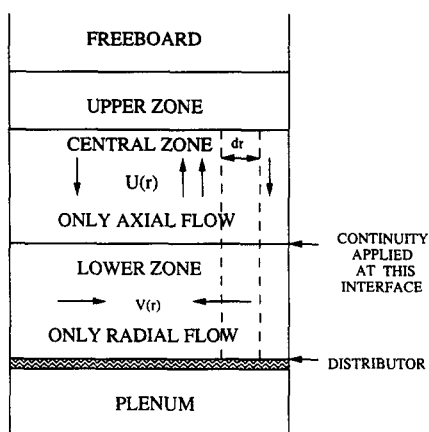 FREEBOARD
UPPER ZONE
CENTRAL ZONE
dr
U(r)
ONLY AXIAL FLOW
CONTINUITY
APPLIED
AT THIS
INTERFACE
LOWER ZONE
V(r)
ONLY RADIAL FLOW
DISTRIBUTOR
PLENUM